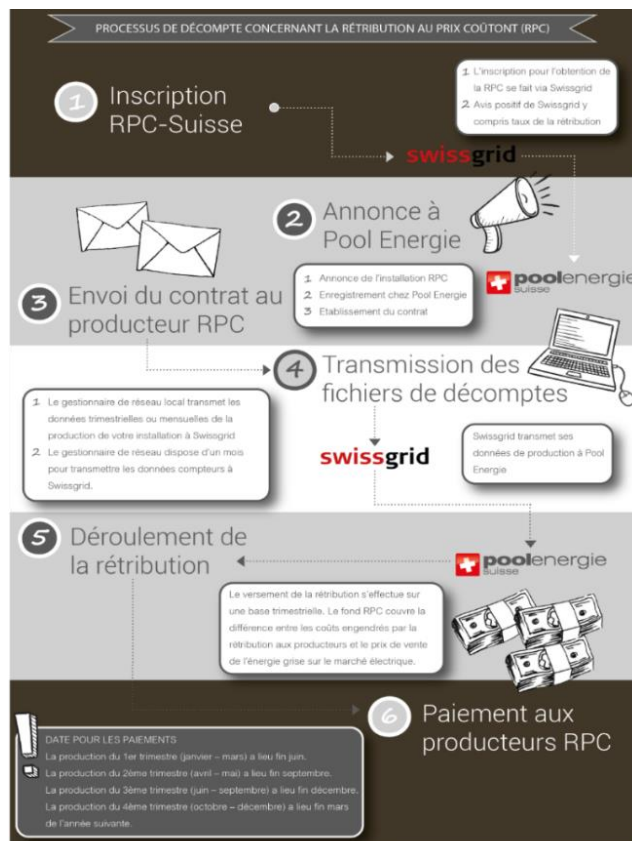 PROCESSUS DE DÉCOMPTE CONCERNANT LA RÉTRIBUTION AU PRIX COÛTONT (RPC)
1 Inscription
RPC-Suisse
1 L'inscription pour l'obtention de
la RPC se fait via Swissgrid
2 Avis positif de Swissgrid y
compris taux de la rétribution
swissgrid
2 Annonce à
Pool Energie
poolenergie
suisse
1 Annonce de l'installation RPC
2 Enregistrement chez Pool Energie
3 Etablissement du contrat
3 Envoi du contrat au
producteur RPC
4 Transmission des
fichiers de décomptes
1 Le gestionnaire de réseau local transmet les
données trimestrielles ou mensuelles de la
production de votre installation à Swissgrid
2 Le gestionnaire de réseau dispose d'un mois
pour transmettre les données compteurs à
Swissgrid.
swissgrid
Swissgrid transmet ses
données de production à Pool
Energie
5 Déroulement de
la rétribution
poolenergie
suisse
Le versement de la rétribution s'effectue sur
une base trimestrielle. Le fond RPC couvre la
différence entre les coûts engendrés par la
rétribution aux producteurs et le prix de vente
de l'énergie grise sur le marché électrique.
6 Paiement aux
producteurs RPC
DATE POUR LES PAIEMENTS
La production du 1er trimestre (janvier – mars) a lieu fin juin.
La production du 2ème trimestre (avril – mai) a lieu fin septembre.
La production du 3ème trimestre (juin – septembre) a lieu fin décembre.
La production du 4ème trimestre (octobre – décembre) a lieu fin mars
de l'année suivante.